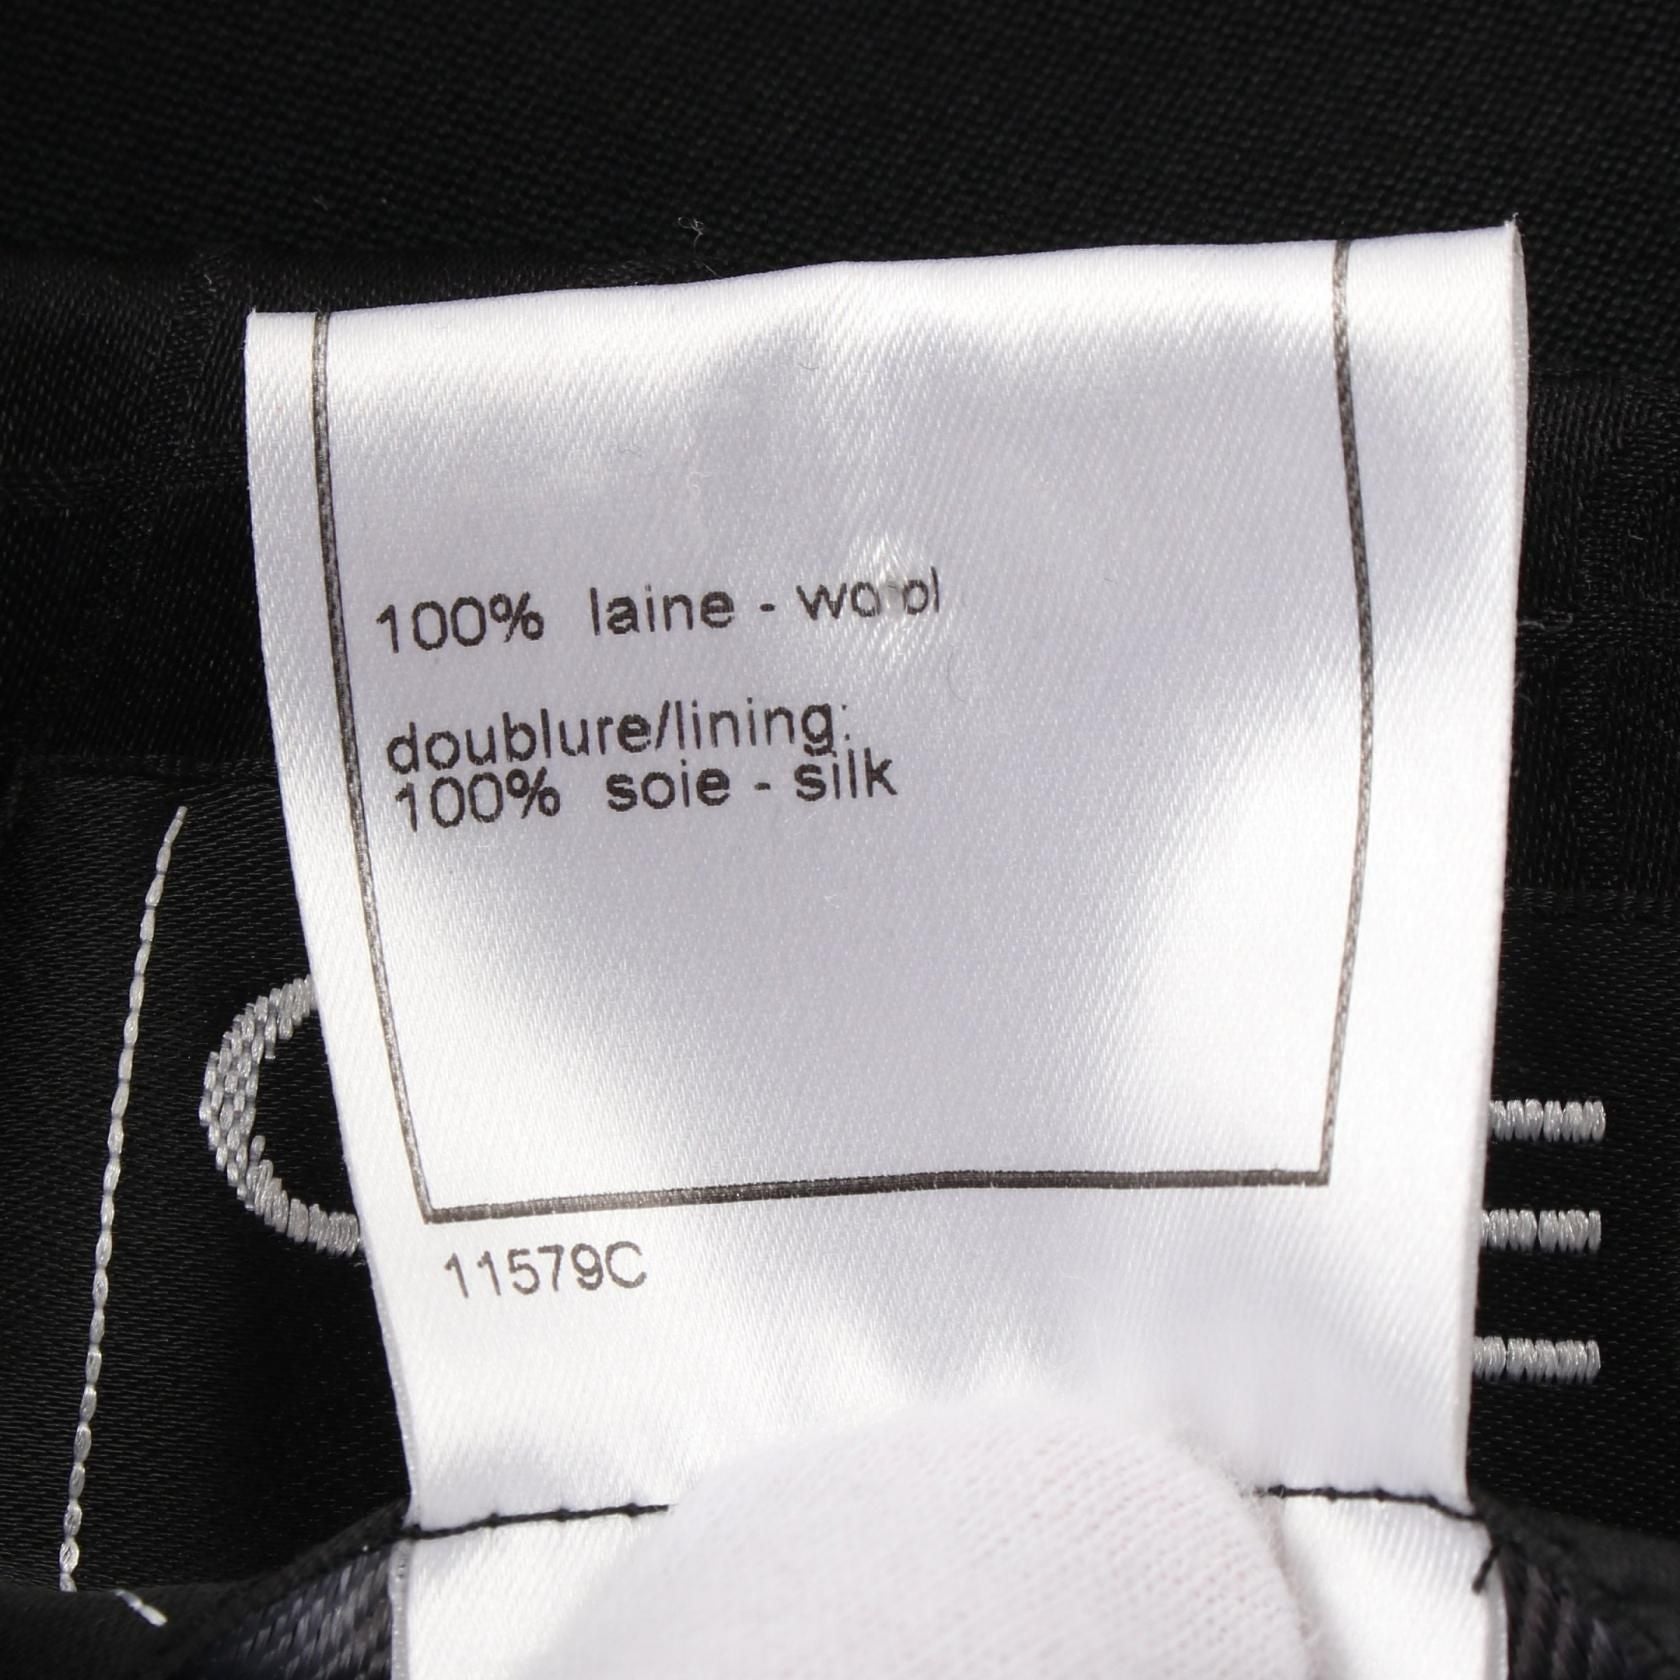 100% laine - wool
doublure/lining:
100% soie - silk
11579C